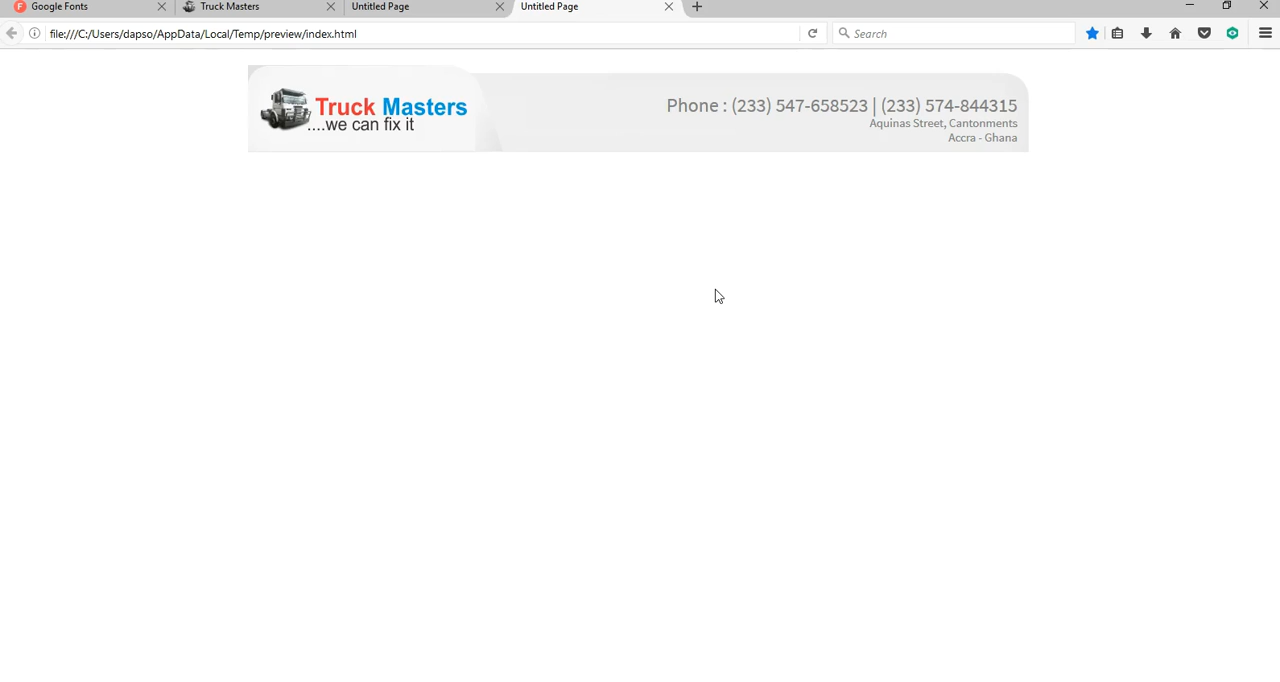 Google Fonts
Truck Masters
Untitled Page
Untitled Page
file:///C:/Users/dapso/AppData/Local/Temp/preview/index.html
Search
Truck Masters
....we can fix it
Phone : (233) 547-658523 | (233) 574-844315
Aquinas Street, Cantonments
Accra - Ghana